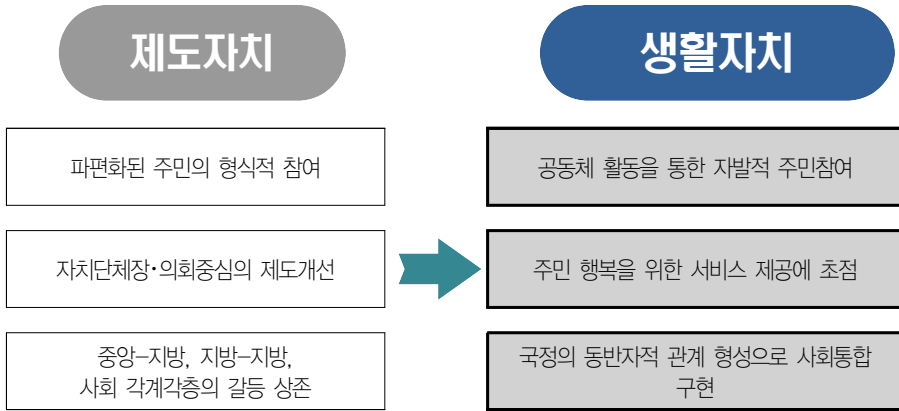 제도자치
생활자치
파편화된 주민의 형식적 참여
공동체 활동을 통한 자발적 주민참여
자치단체장•의회중심의 제도개선
주민 행복을 위한 서비스 제공에 초점
중앙–지방, 지방–지방,
사회 각계각층의 갈등 상존
국정의 동반자적 관계 형성으로 사회통합
구현